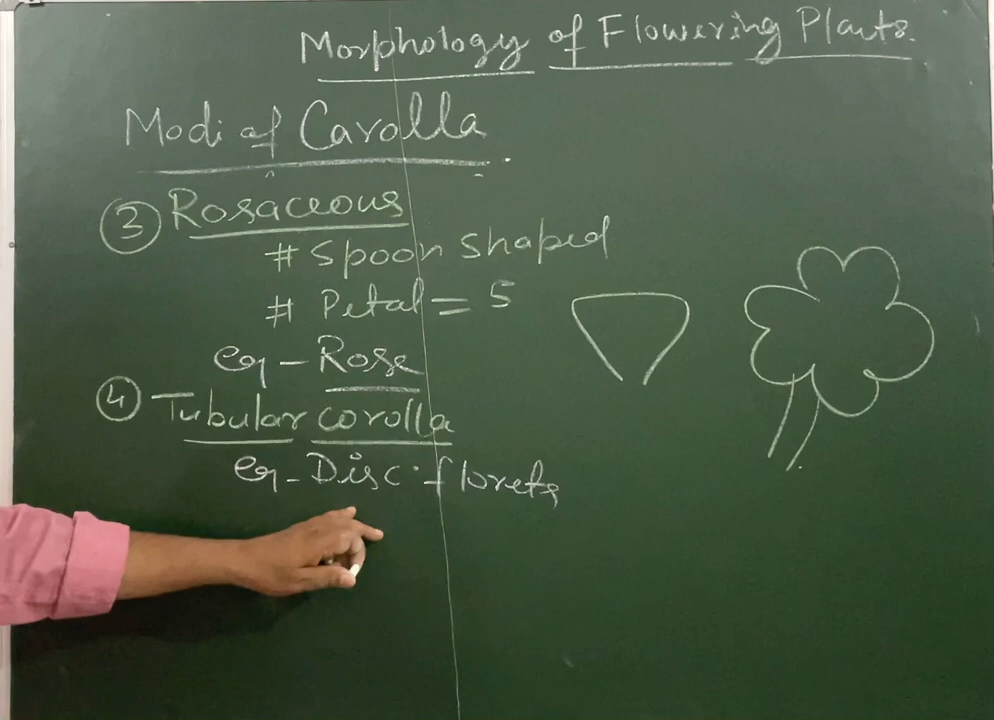 Morphology of Flowering Plants.
Modi of Carolla
③ Rosaceous
# Spoon shaped
# Petal = 5
eg - Rose
④ Tubular corolla
eg - Disc florets